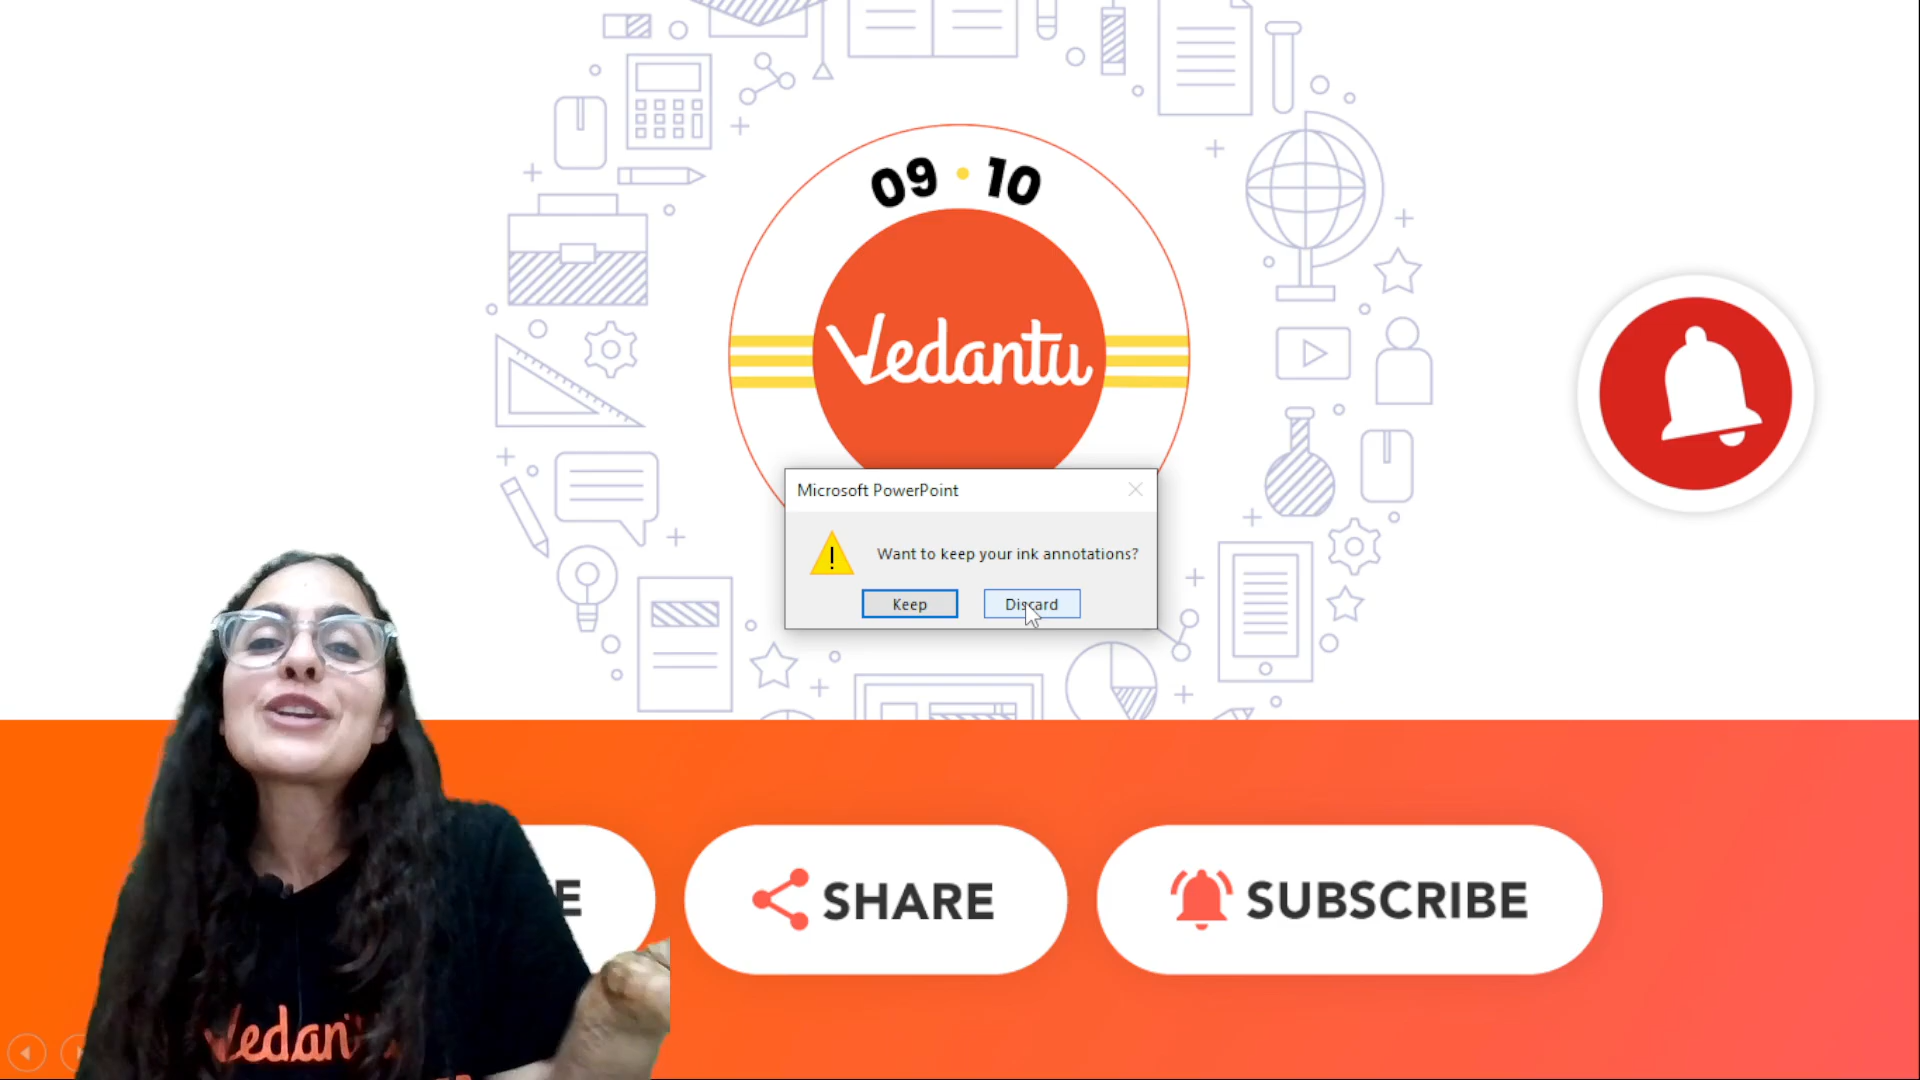 09 • 10
Vedantu
Microsoft PowerPoint
Want to keep your ink annotations?
Keep
Discard
E
SHARE
SUBSCRIBE
Vedan